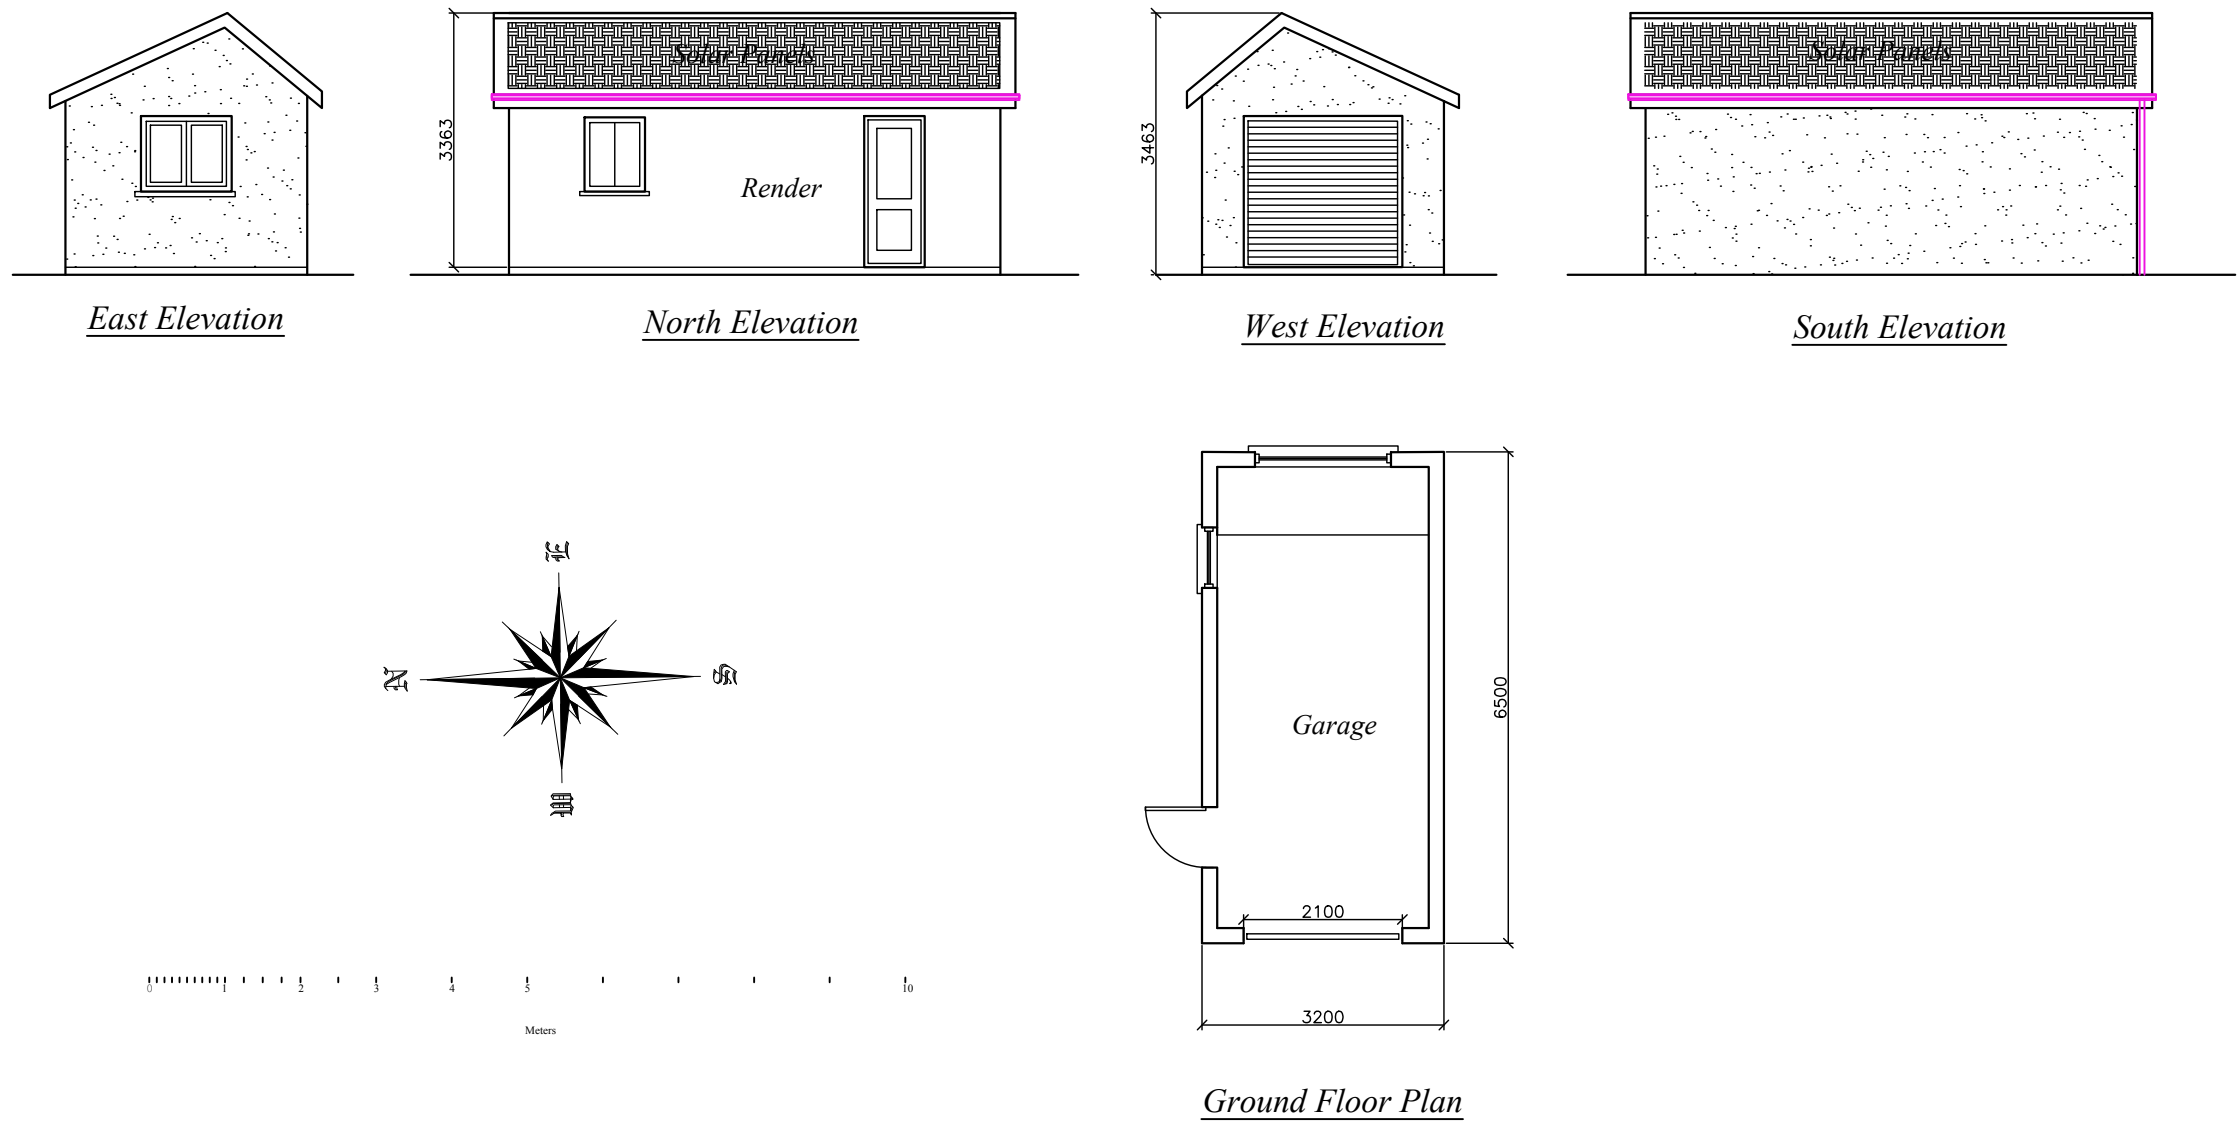 Solar Panels
Solar Panels
3363
3463
Render
East Elevation
North Elevation
West Elevation
South Elevation
E
N
S
W
Garage
6500
2100
0 1 2 3 4 5 10
Meters
3200
Ground Floor Plan